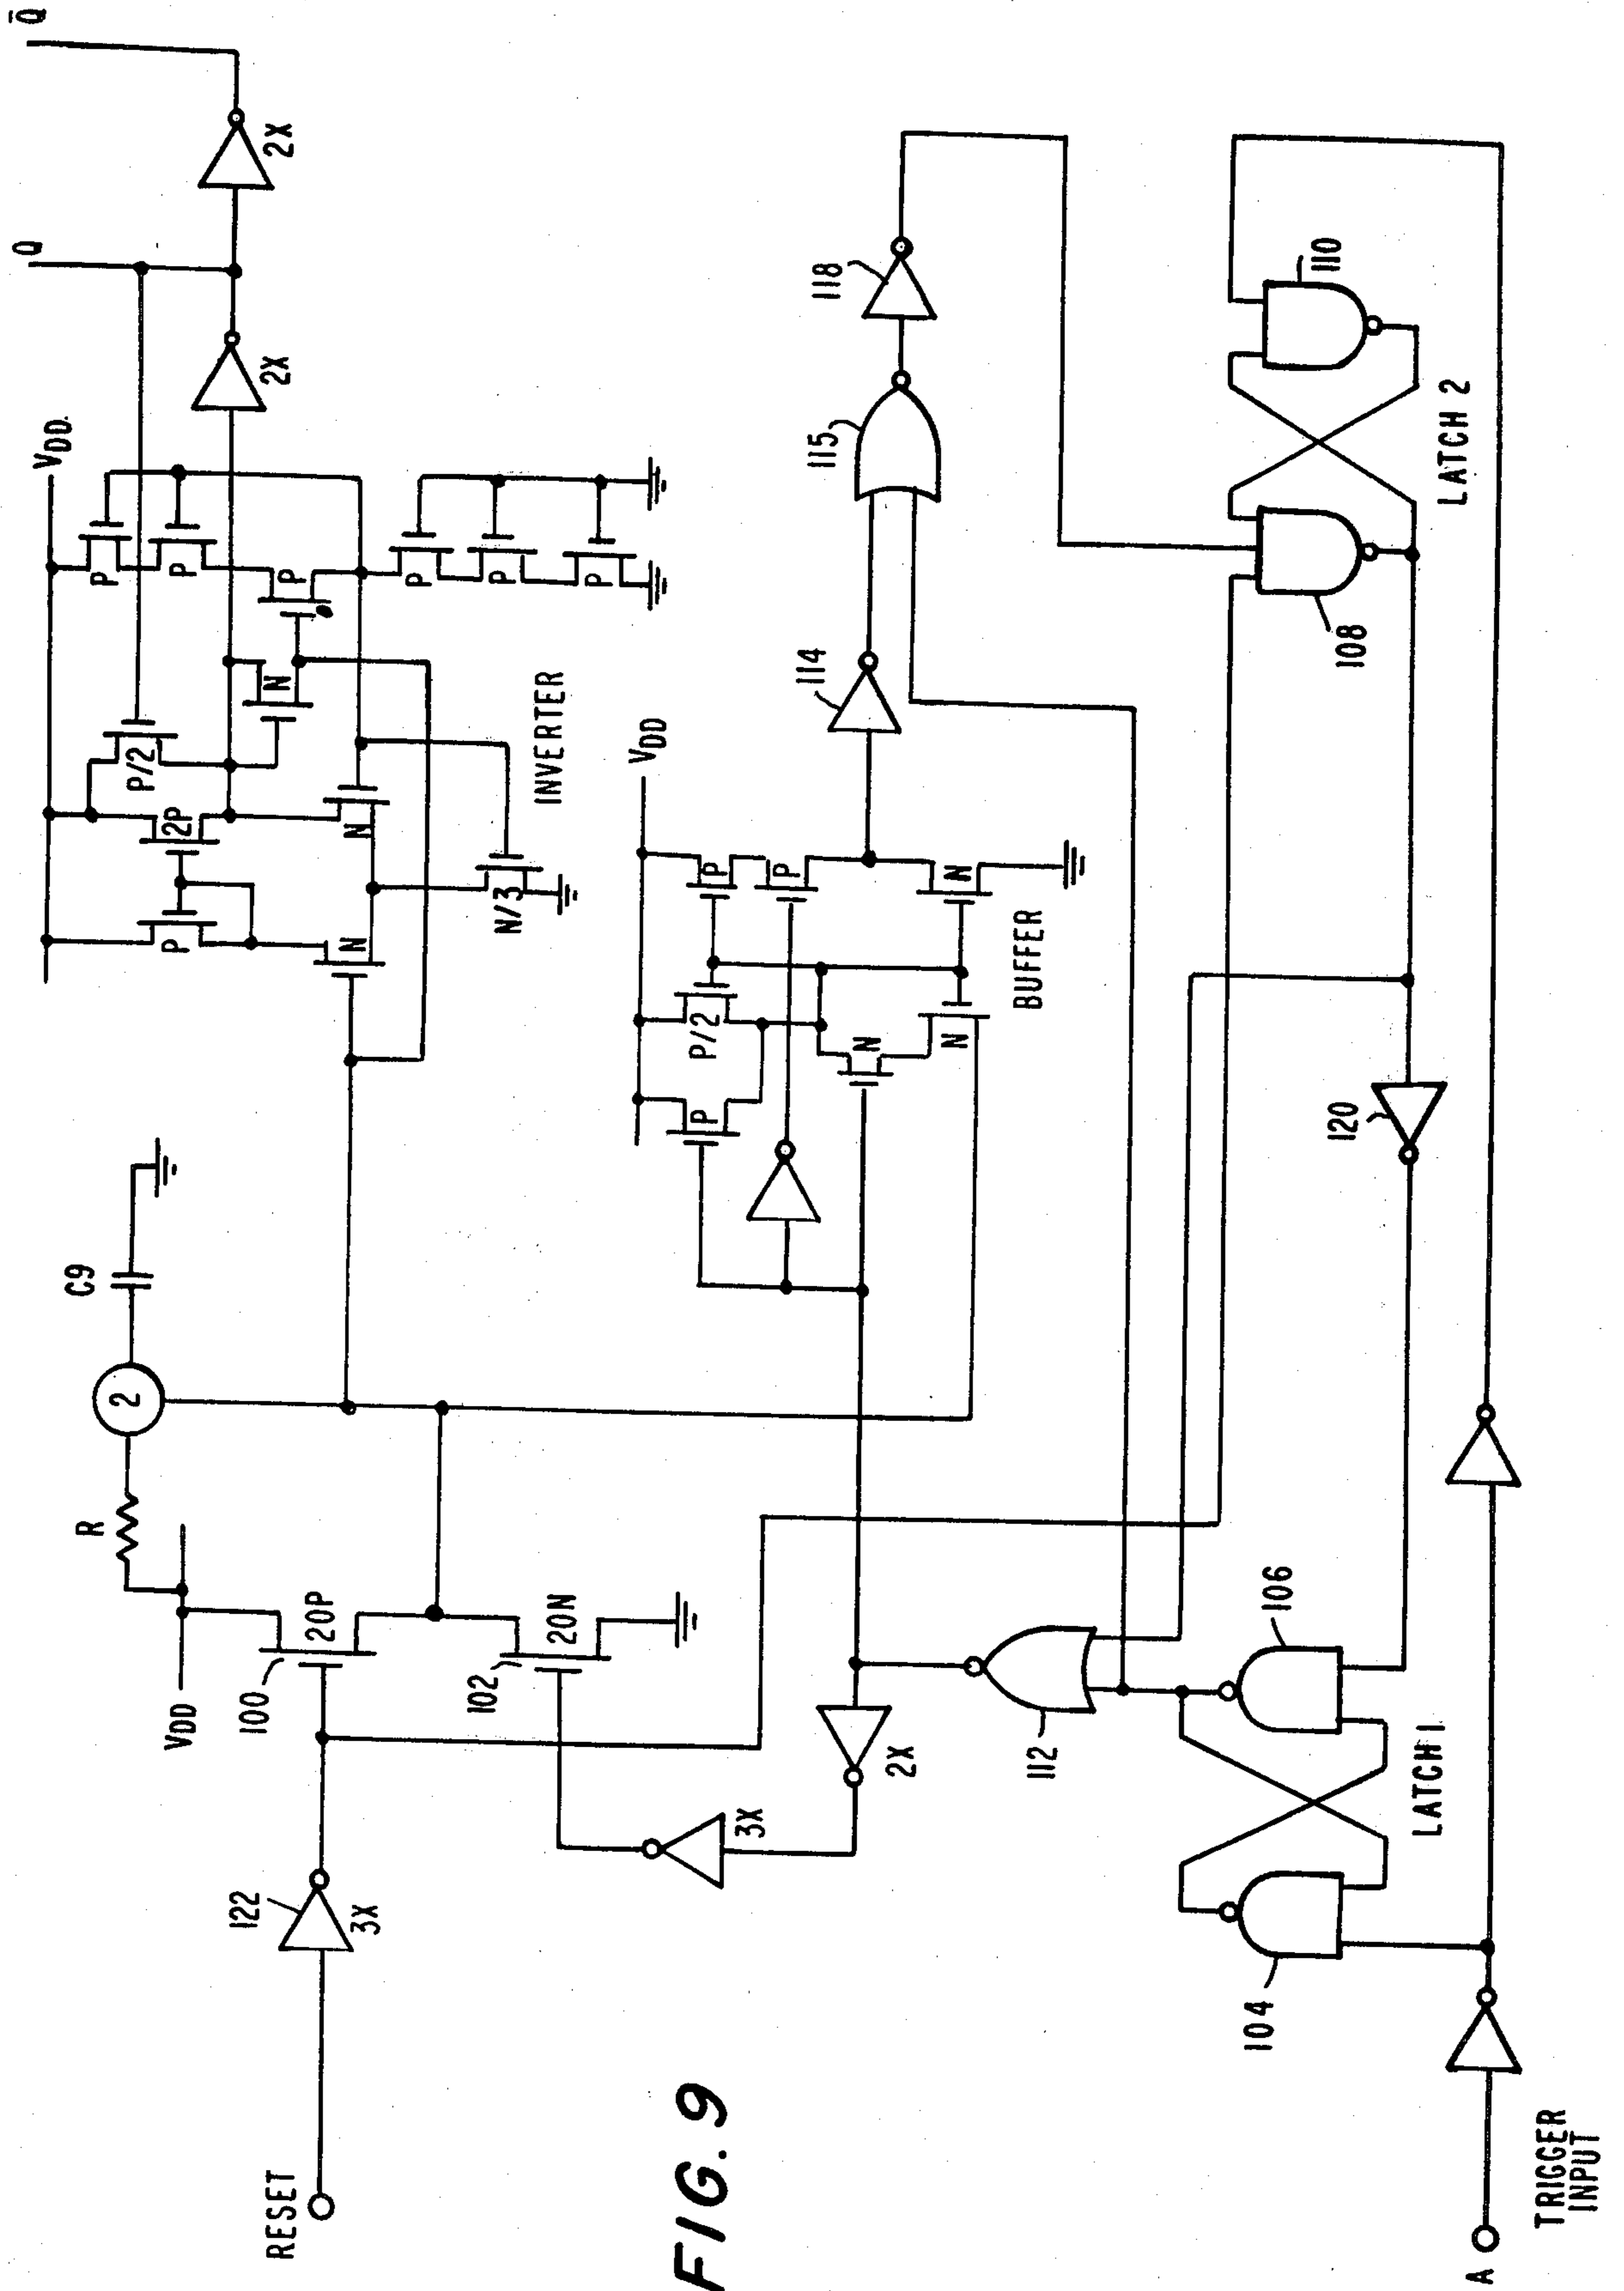 RESET
122
3X
VDD
100
20P
102
20N
R
2
C9
3X
2X
P
2P
P/2
N
N
N/3
N
P
P
P
P
P
P
VDD.
INVERTER
2X
2X
Q
Q̄
VDD
P
P/2
P
P
N
N
N
BUFFER
114
115
118
112
104
106
LATCH 1
120
108
110
LATCH 2
A
TRIGGER
INPUT
FIG. 9